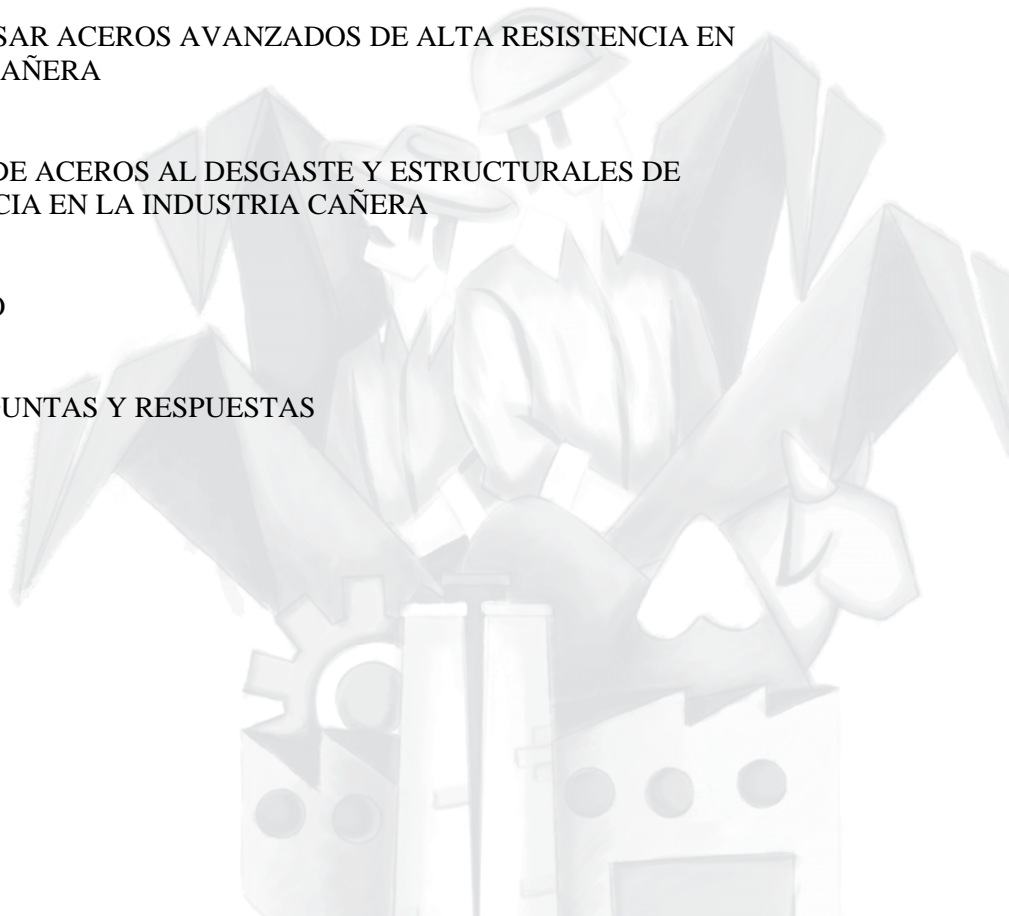 SAR ACEROS AVANZADOS DE ALTA RESISTENCIA EN
AÑERA
DE ACEROS AL DESGASTE Y ESTRUCTURALES DE
CIA EN LA INDUSTRIA CAÑERA
O
UNTAS Y RESPUESTAS